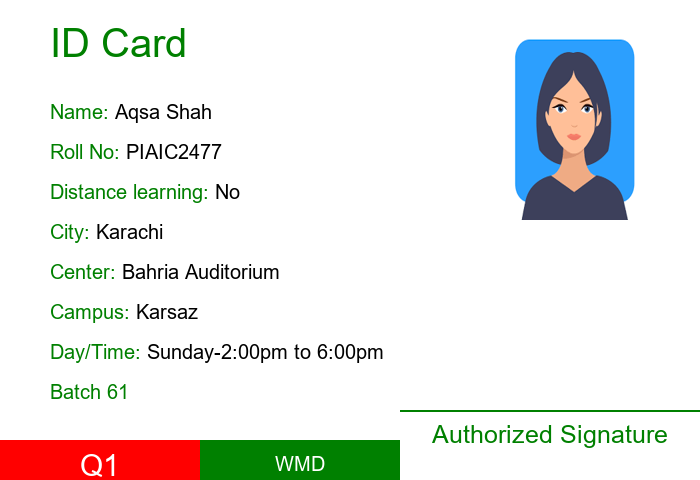 ID Card
Name: Aqsa Shah
Roll No: PIAIC2477
Distance learning: No
City: Karachi
Center: Bahria Auditorium
Campus: Karsaz
Day/Time: Sunday-2:00pm to 6:00pm
Batch 61
Authorized Signature
Q1
WMD